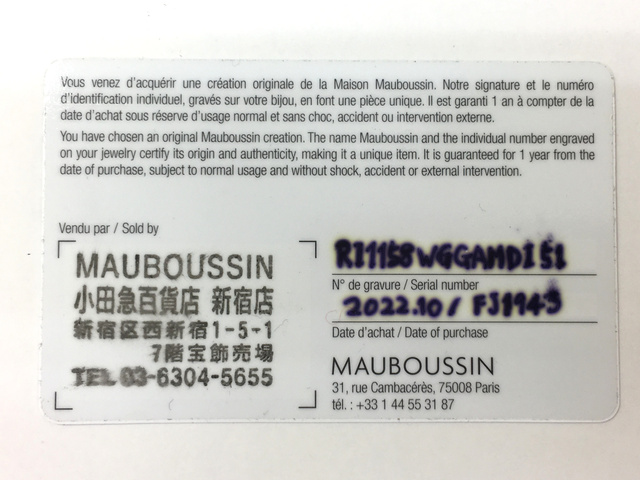 Vous venez d'acquérir une création originale de la Maison Mauboussin. Notre signature et le numéro
d'identification individuel, gravés sur votre bijou, en font une pièce unique. Il est garanti 1 an à compter de la
date d'achat sous réserve d'usage normal et sans choc, accident ou intervention externe.
You have chosen an original Mauboussin creation. The name Mauboussin and the individual number engraved
on your jewelry certify its origin and authenticity, making it a unique item. It is guaranteed for 1 year from the
date of purchase, subject to normal usage and without shock, accident or external intervention.
Vendu par / Sold by
MAUBOUSSIN
小田急百貨店 新宿店
新宿区西新宿1-5-1
7階宝飾売場
TEL 03-6304-5655
RI1158WGGAMDI 51
N° de gravure / Serial number
2022.10/ FJ1943
Date d'achat / Date of purchase
MAUBOUSSIN
31, rue Cambacérès, 75008 Paris
tél. : +33 1 44 55 31 87